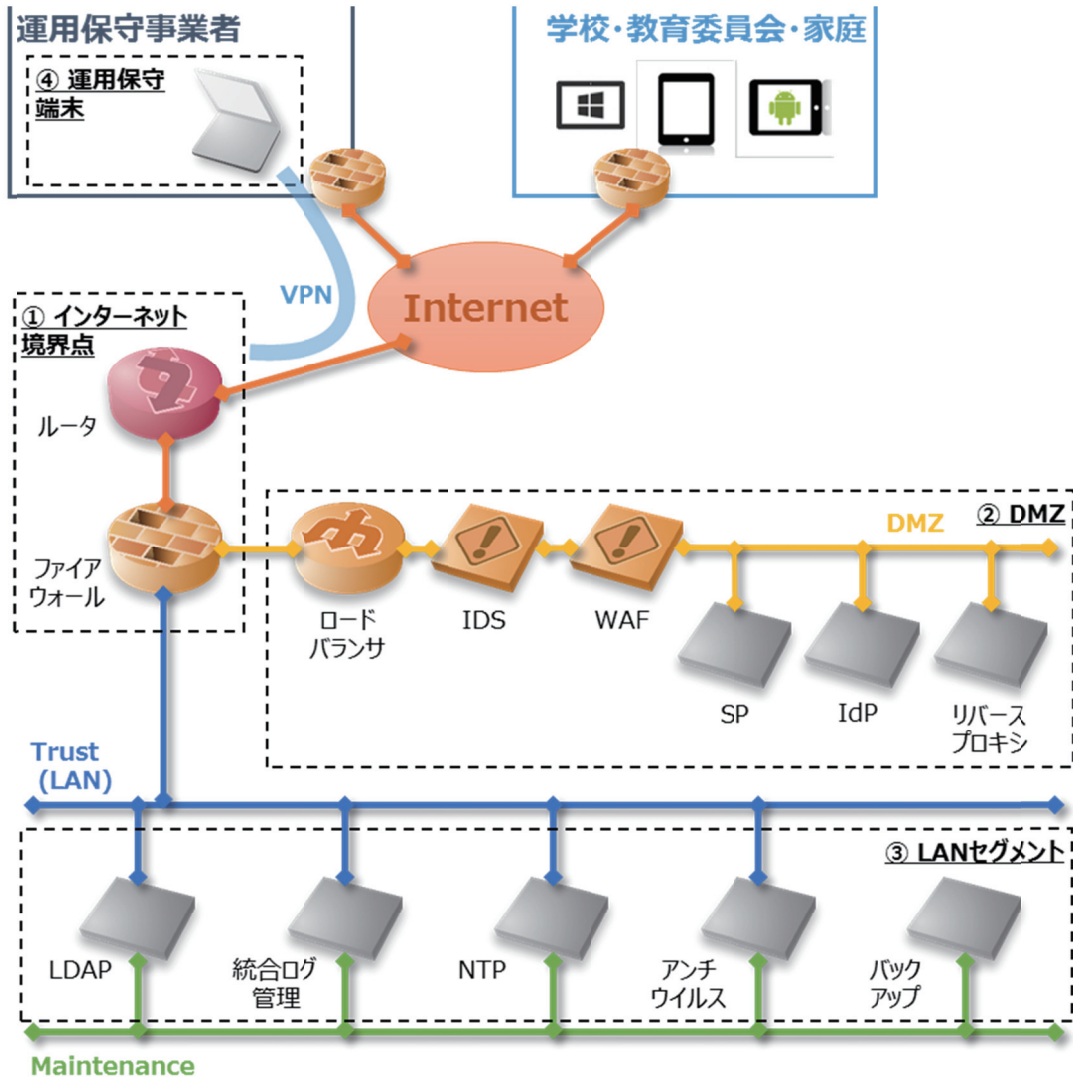 運用保守事業者
④ 運用保守
端末
学校・教育委員会・家庭
VPN
Internet
① インターネット
境界点
ルータ
ファイア
ウォール
DMZ
② DMZ
ロード
バランサ
IDS
WAF
SP
IdP
リバース
プロキシ
Trust
(LAN)
③ LANセグメント
LDAP
統合ログ
管理
NTP
アンチ
ウイルス
バック
アップ
Maintenance